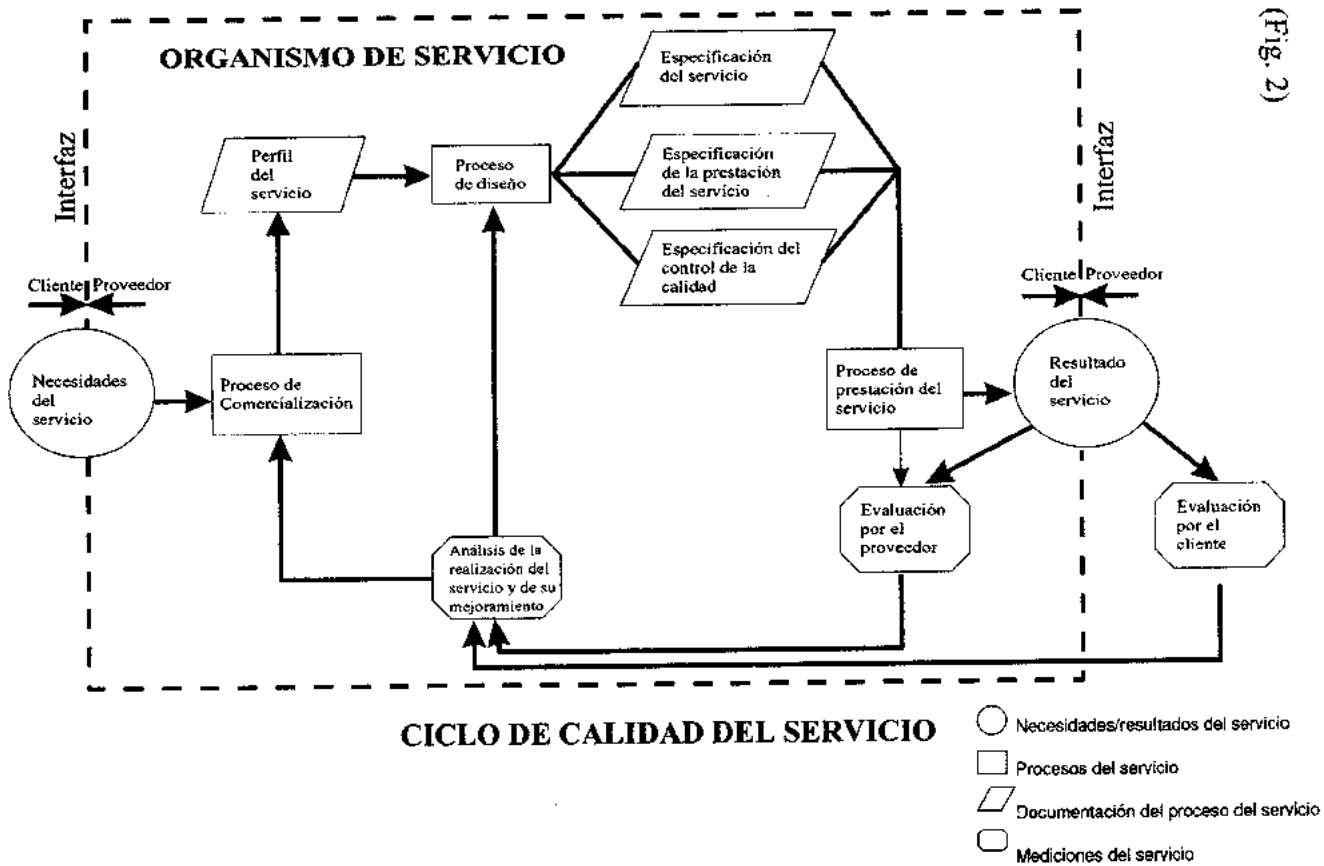 (Fig. 2)
ORGANISMO DE SERVICIO
Interfaz
Interfaz
Especificación
del servicio
Perfil
del
servicio
Proceso
de diseño
Especificación
de la prestación
del servicio
Especificación del
control de la
calidad
Cliente Proveedor
Cliente Proveedor
Necesidades
del
servicio
Proceso de
Comercialización
Proceso de
prestación del
servicio
Resultado
del
servicio
Análisis de la
realización del
servicio y de su
mejoramiento
Evaluación
por el
proveedor
Evaluación
por el
cliente
CICLO DE CALIDAD DEL SERVICIO
Necesidades/resultados del servicio
Procesos del servicio
Documentación del proceso del servicio
Mediciones del servicio